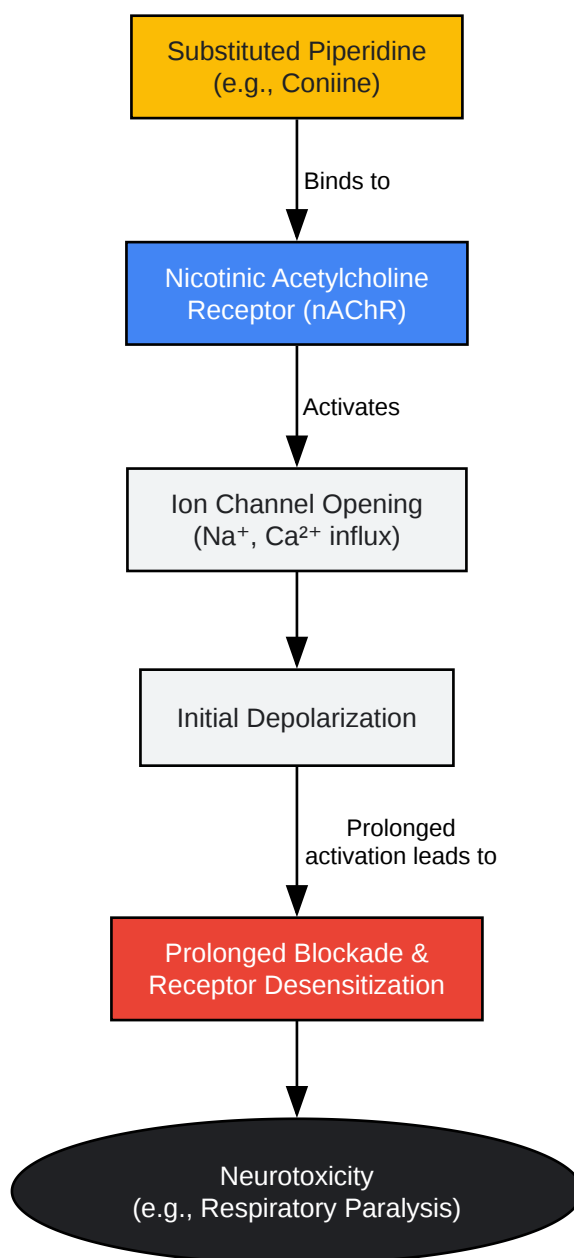 Substituted Piperidine
(e.g., Coniine)
Binds to
Nicotinic Acetylcholine
Receptor (nAChR)
Activates
Ion Channel Opening
(Na⁺, Ca²⁺ influx)
Initial Depolarization
Prolonged
activation leads to
Prolonged Blockade &
Receptor Desensitization
Neurotoxicity
(e.g., Respiratory Paralysis)